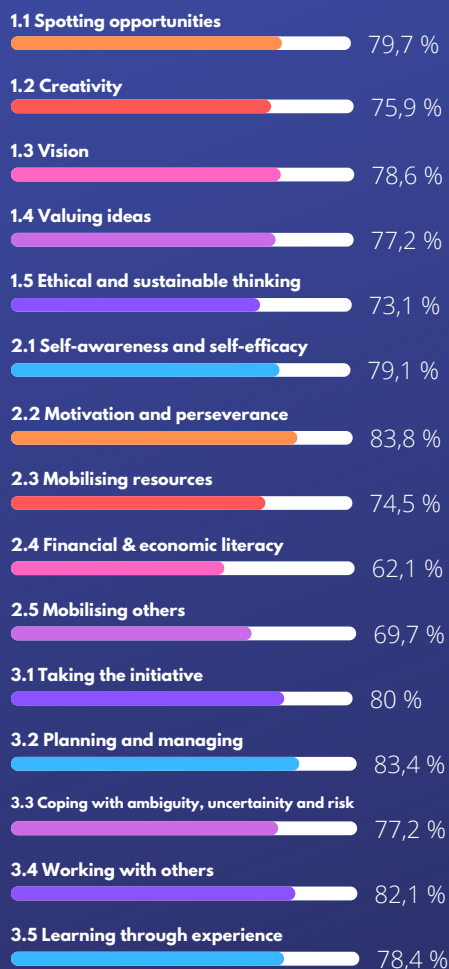 1.1 Spotting opportunities
79,7 %
1.2 Creativity
75,9 %
1.3 Vision
78,6 %
1.4 Valuing ideas
77,2 %
1.5 Ethical and sustainable thinking
73,1 %
2.1 Self-awareness and self-efficacy
79,1 %
2.2 Motivation and perseverance
83,8 %
2.3 Mobilising resources
74,5 %
2.4 Financial & economic literacy
62,1 %
2.5 Mobilising others
69,7 %
3.1 Taking the initiative
80 %
3.2 Planning and managing
83,4 %
3.3 Coping with ambiguity, uncertainity and risk
77,2 %
3.4 Working with others
82,1 %
3.5 Learning through experience
78,4 %